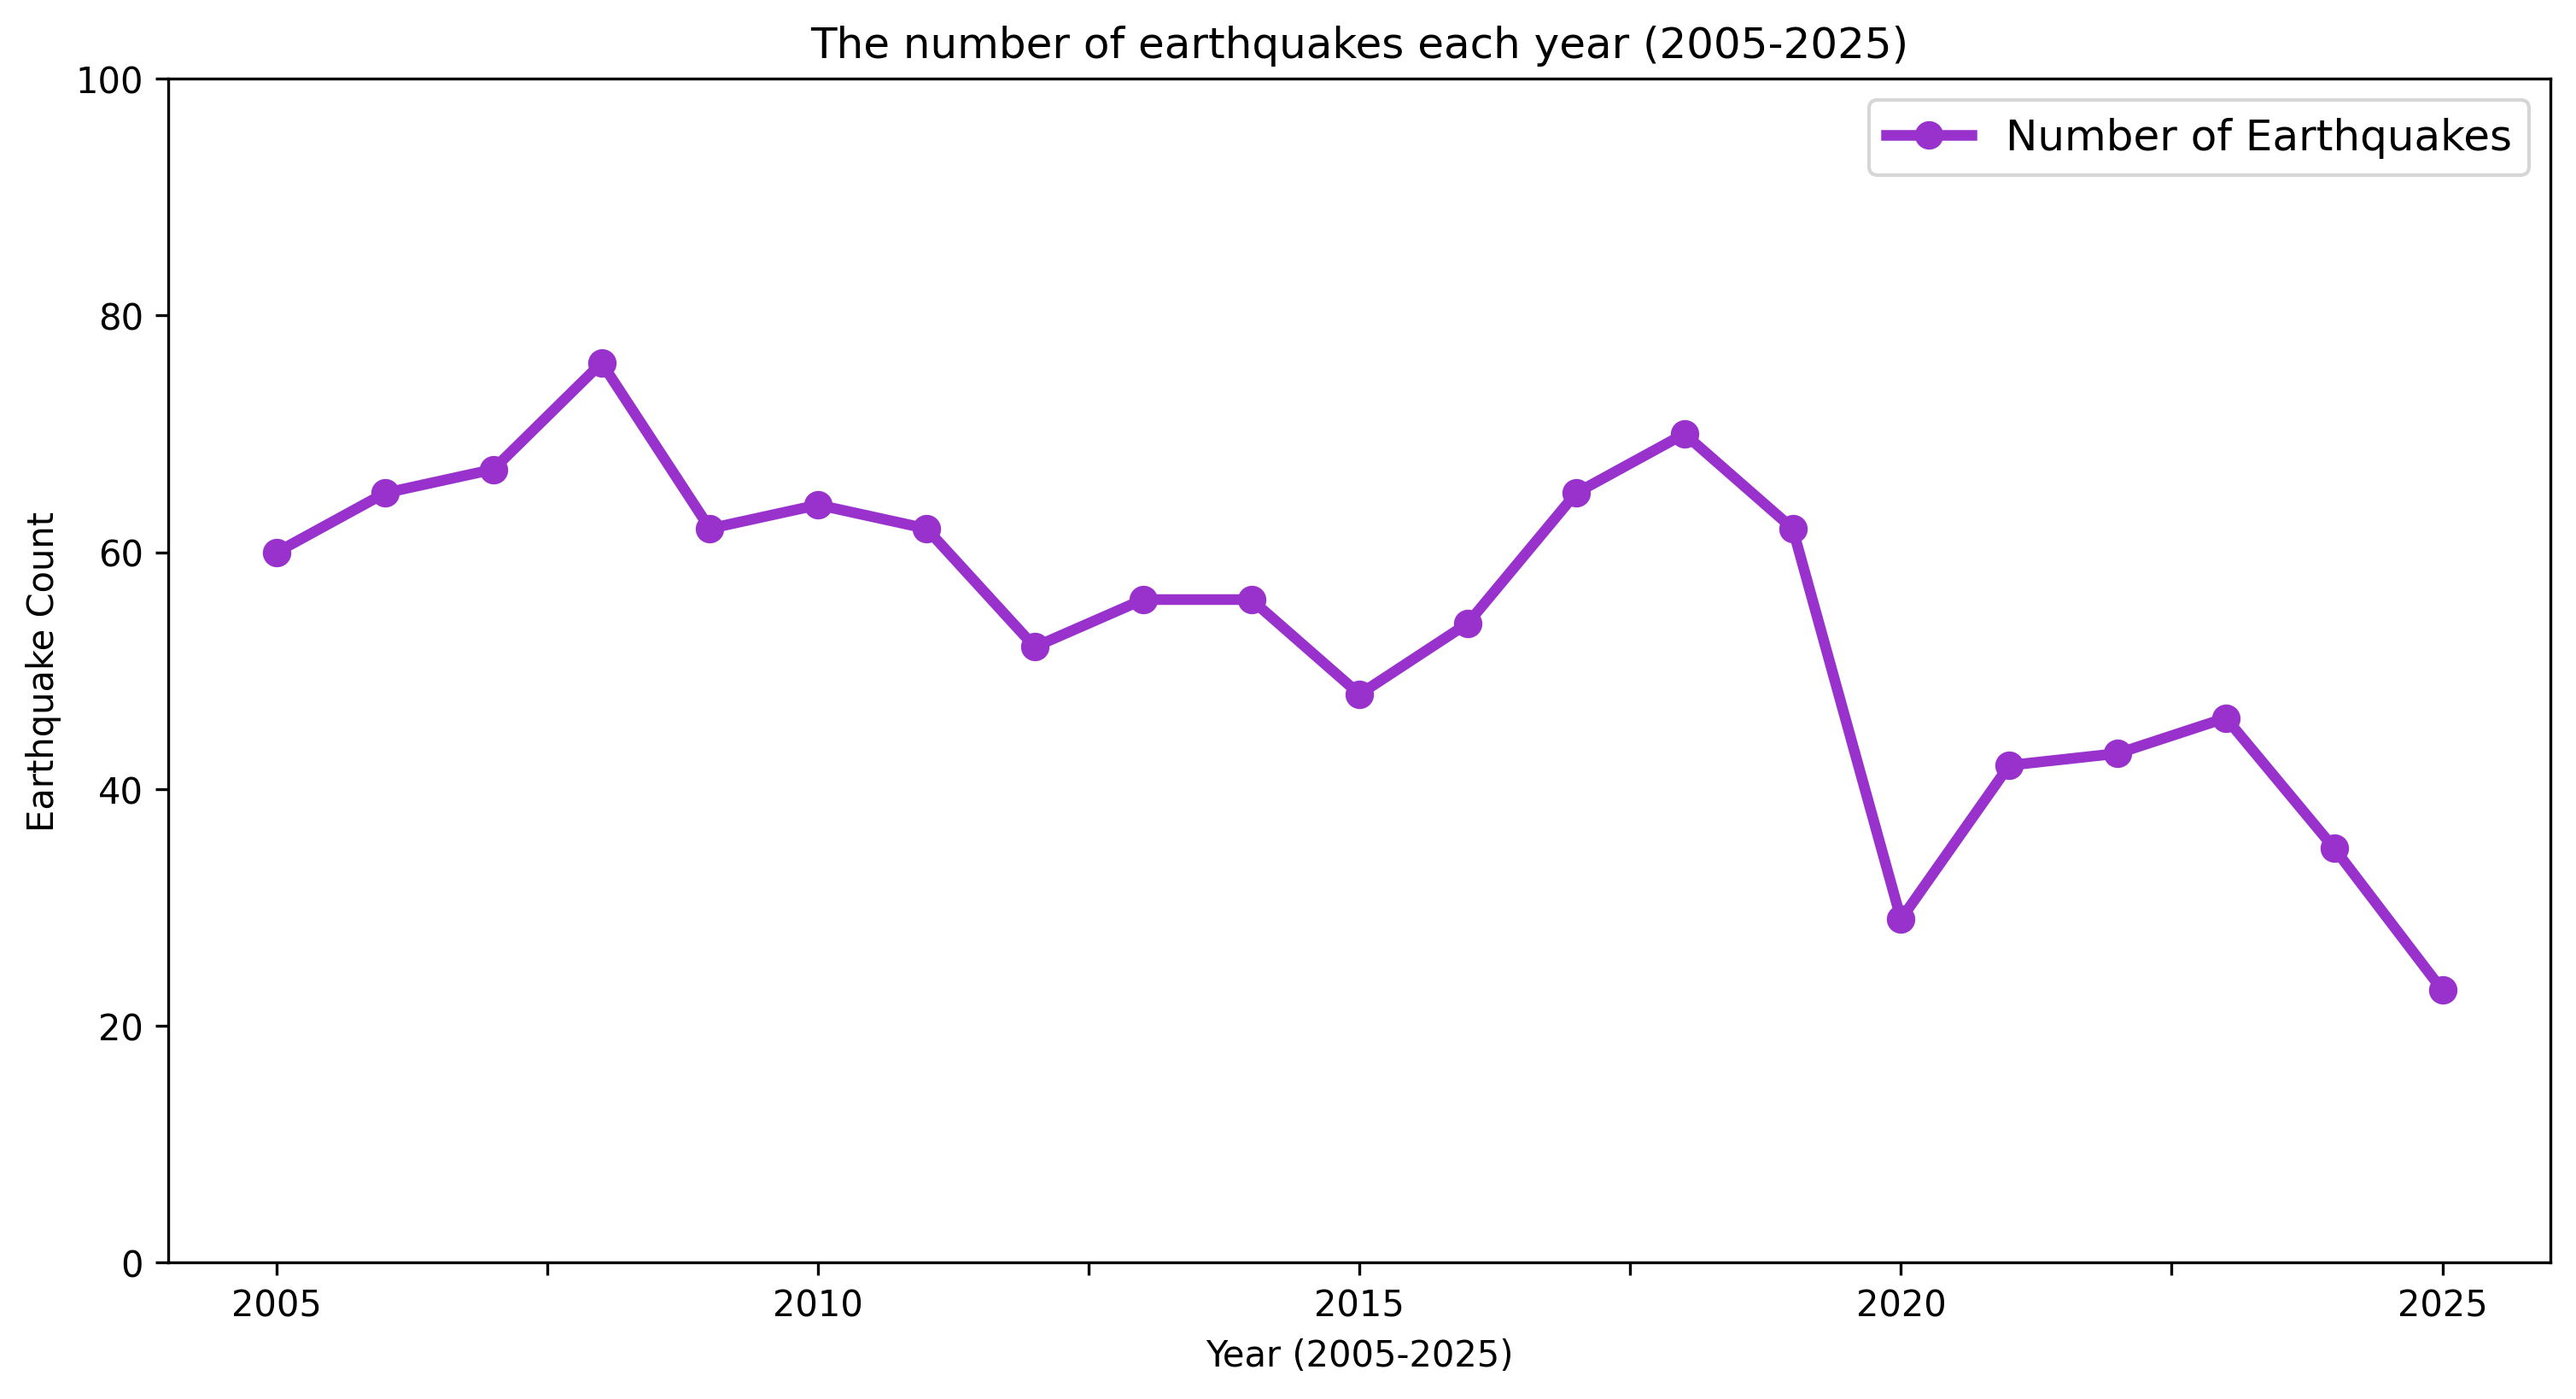 The number of earthquakes each year (2005-2025)
Number of Earthquakes
100
80
60
40
20
0
Earthquake Count
2005
2010
2015
2020
2025
Year (2005-2025)